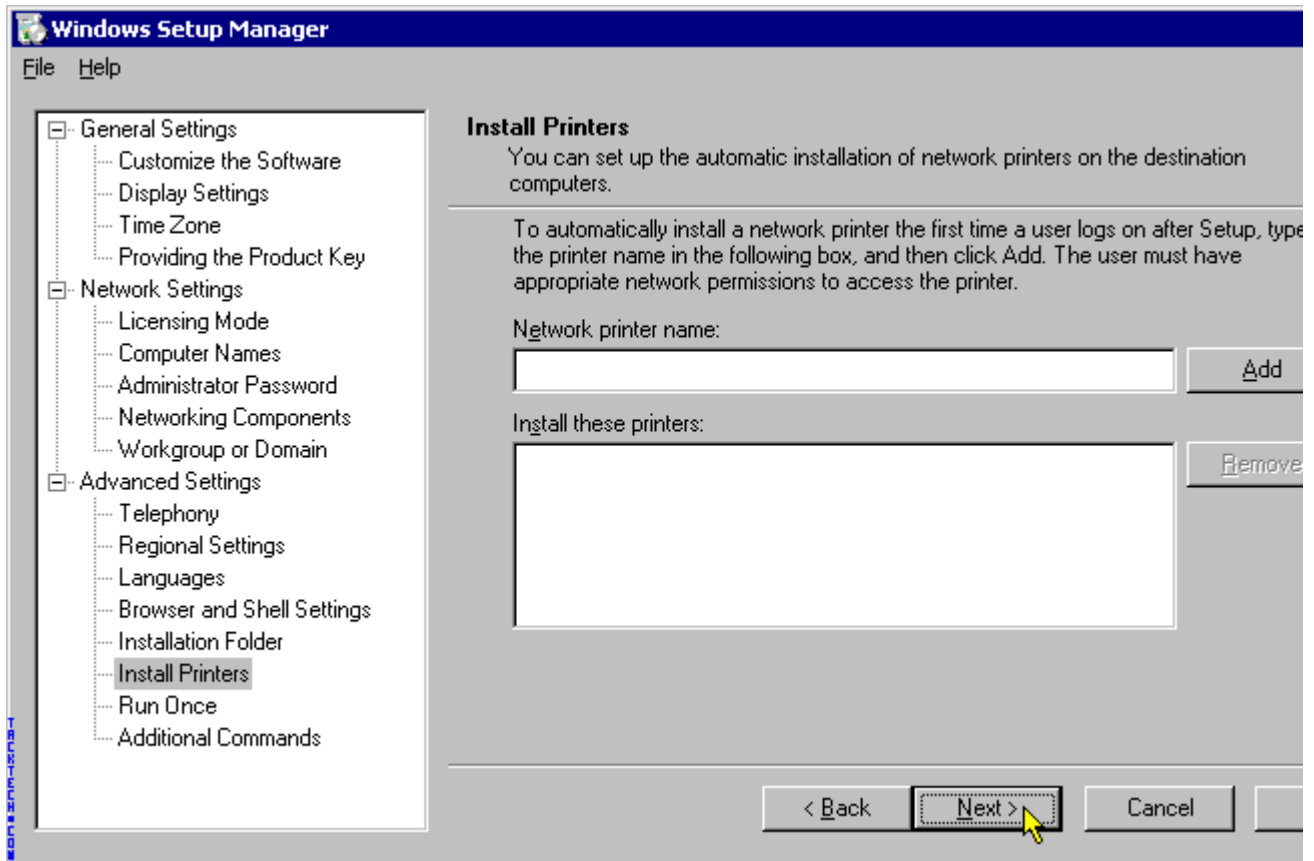 Windows Setup Manager
File Help
General Settings
Customize the Software
Display Settings
Time Zone
Providing the Product Key
Network Settings
Licensing Mode
Computer Names
Administrator Password
Networking Components
Workgroup or Domain
Advanced Settings
Telephony
Regional Settings
Languages
Browser and Shell Settings
Installation Folder
Install Printers
Run Once
Additional Commands
Install Printers
You can set up the automatic installation of network printers on the destination
computers.
To automatically install a network printer the first time a user logs on after Setup, type
the printer name in the following box, and then click Add. The user must have
appropriate network permissions to access the printer.
Network printer name:
Add
Install these printers:
Remove
< Back Next > Cancel
TACKTECH.COM